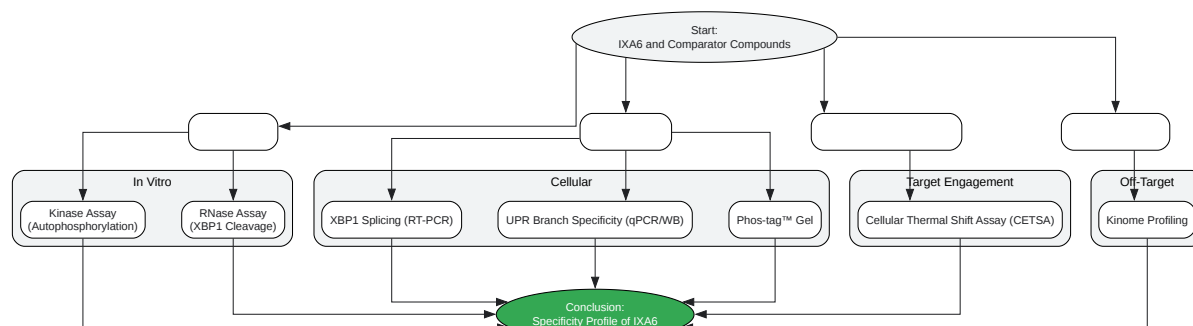 Start:
IXA6 and Comparator Compounds
In Vitro
Cellular
Target Engagement
Off-Target
Kinase Assay
(Autophosphorylation)
RNase Assay
(XBP1 Cleavage)
XBP1 Splicing (RT-PCR)
UPR Branch Specificity (qPCR/WB)
Phos-tag™ Gel
Cellular Thermal Shift Assay (CETSA)
Kinome Profiling
Conclusion:
Specificity Profile of IXA6